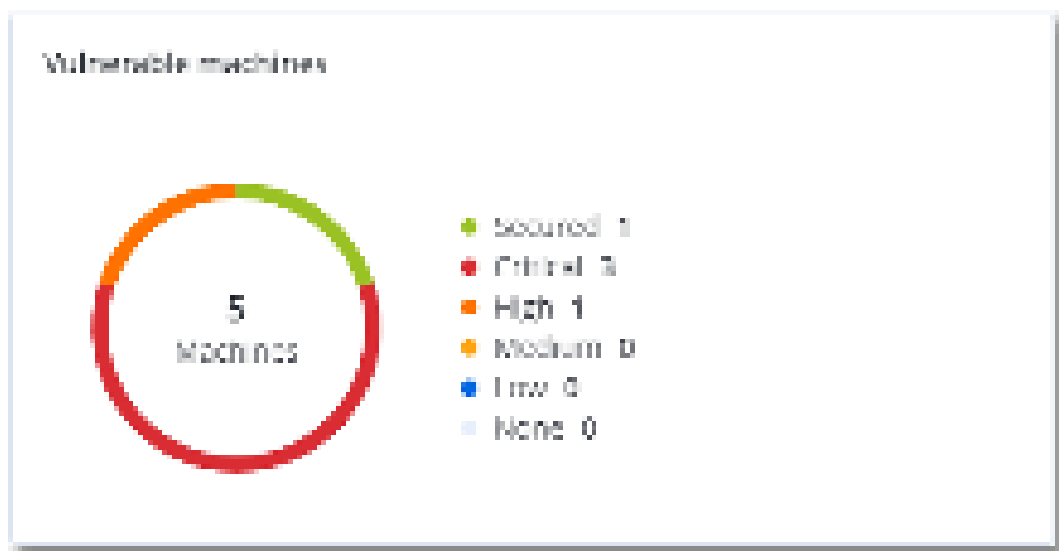 Vulnerable machines
5
Machines
Secured 1
Critical 3
High 1
Medium 0
Low 0
None 0